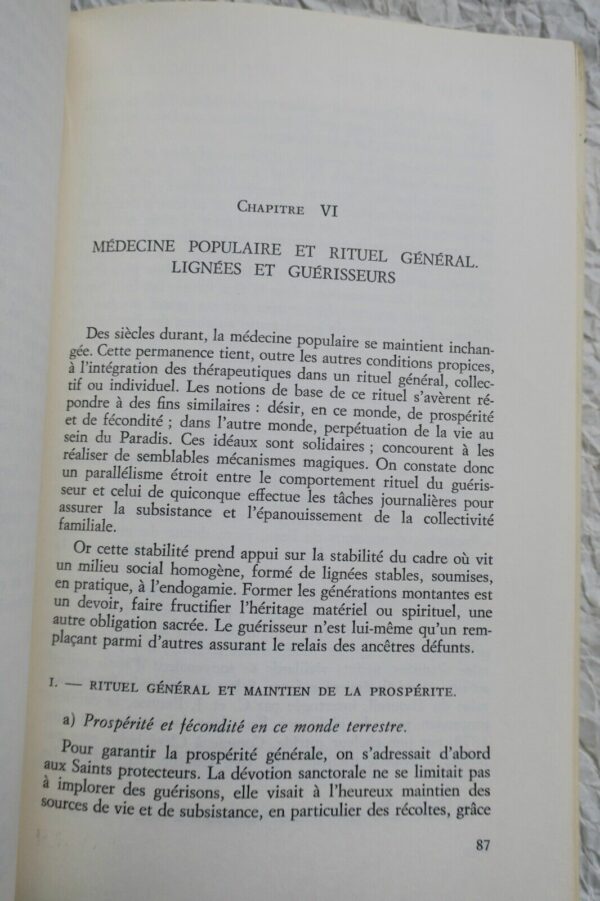 CHAPITRE VI
MÉDECINE POPULAIRE ET RITUEL GÉNÉRAL.
LIGNÉES ET GUÉRISSEURS
Des siècles durant, la médecine populaire se maintient inchan-
gée. Cette permanence tient, outre les autres conditions propices,
à l'intégration des thérapeutiques dans un rituel général, collec-
tif ou individuel. Les notions de base de ce rituel s'avèrent ré-
pondre à des fins similaires : désir, en ce monde, de prospérité
et de fécondité ; dans l'autre monde, perpétuation de la vie au
sein du Paradis. Ces idéaux sont solidaires ; concourent à les
réaliser de semblables mécanismes magiques. On constate donc
un parallélisme étroit entre le comportement rituel du guéris-
seur et celui de quiconque effectue les tâches journalières pour
assurer la subsistance et l'épanouissement de la collectivité
familiale.
Or cette stabilité prend appui sur la stabilité du cadre où vit
un milieu social homogène, formé de lignées stables, soumises,
en pratique, à l'endogamie. Former les générations montantes est
un devoir, faire fructifier l'héritage matériel ou spirituel, une
autre obligation sacrée. Le guérisseur n'est lui-même qu'un rem-
plaçant parmi d'autres assurant le relais des ancêtres défunts.
I. — RITUEL GÉNÉRAL ET MAINTIEN DE LA PROSPÉRITE.
a) Prospérité et fécondité en ce monde terrestre.
Pour garantir la prospérité générale, on s'adressait d'abord
aux Saints protecteurs. La dévotion sanctorale ne se limitait pas
à implorer des guérisons, elle visait à l'heureux maintien des
sources de vie et de subsistance, en particulier des récoltes, grâce
87